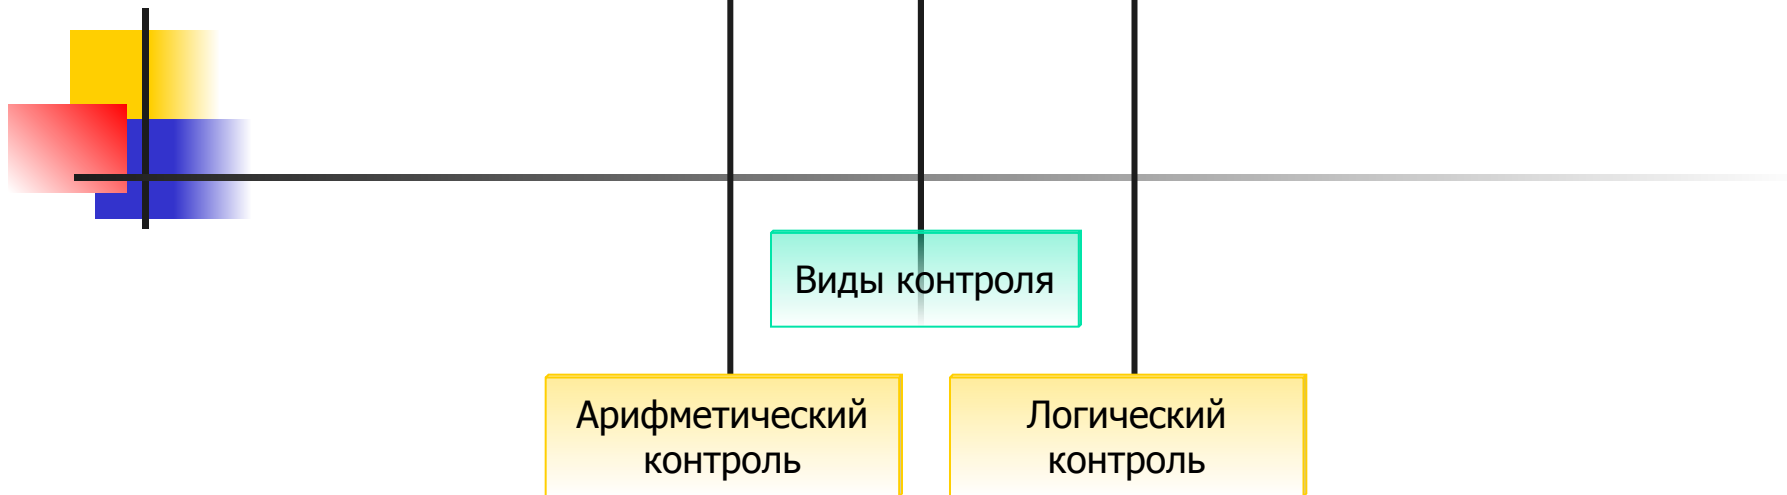 Виды контроля
Арифметический
контроль
Логический
контроль